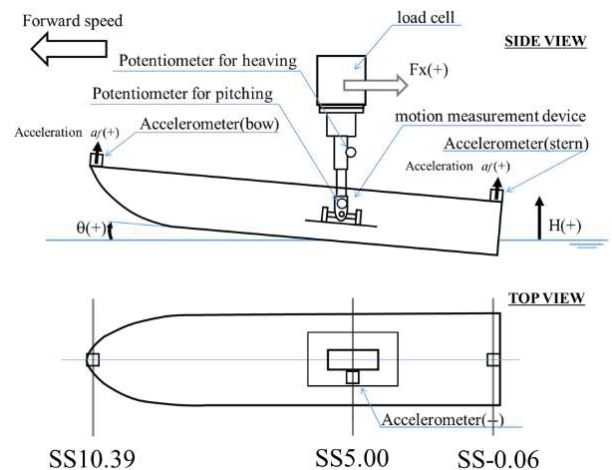 Forward speed
load cell
SIDE VIEW
Potentiometer for heaving
Fx(+)
Potentiometer for pitching
motion measurement device
Acceleration af(+)
Accelerometer(bow)
Accelerometer(stern)
Acceleration af(+)
θ(+)
H(+)
TOP VIEW
Accelerometer(--)
SS10.39
SS5.00
SS-0.06